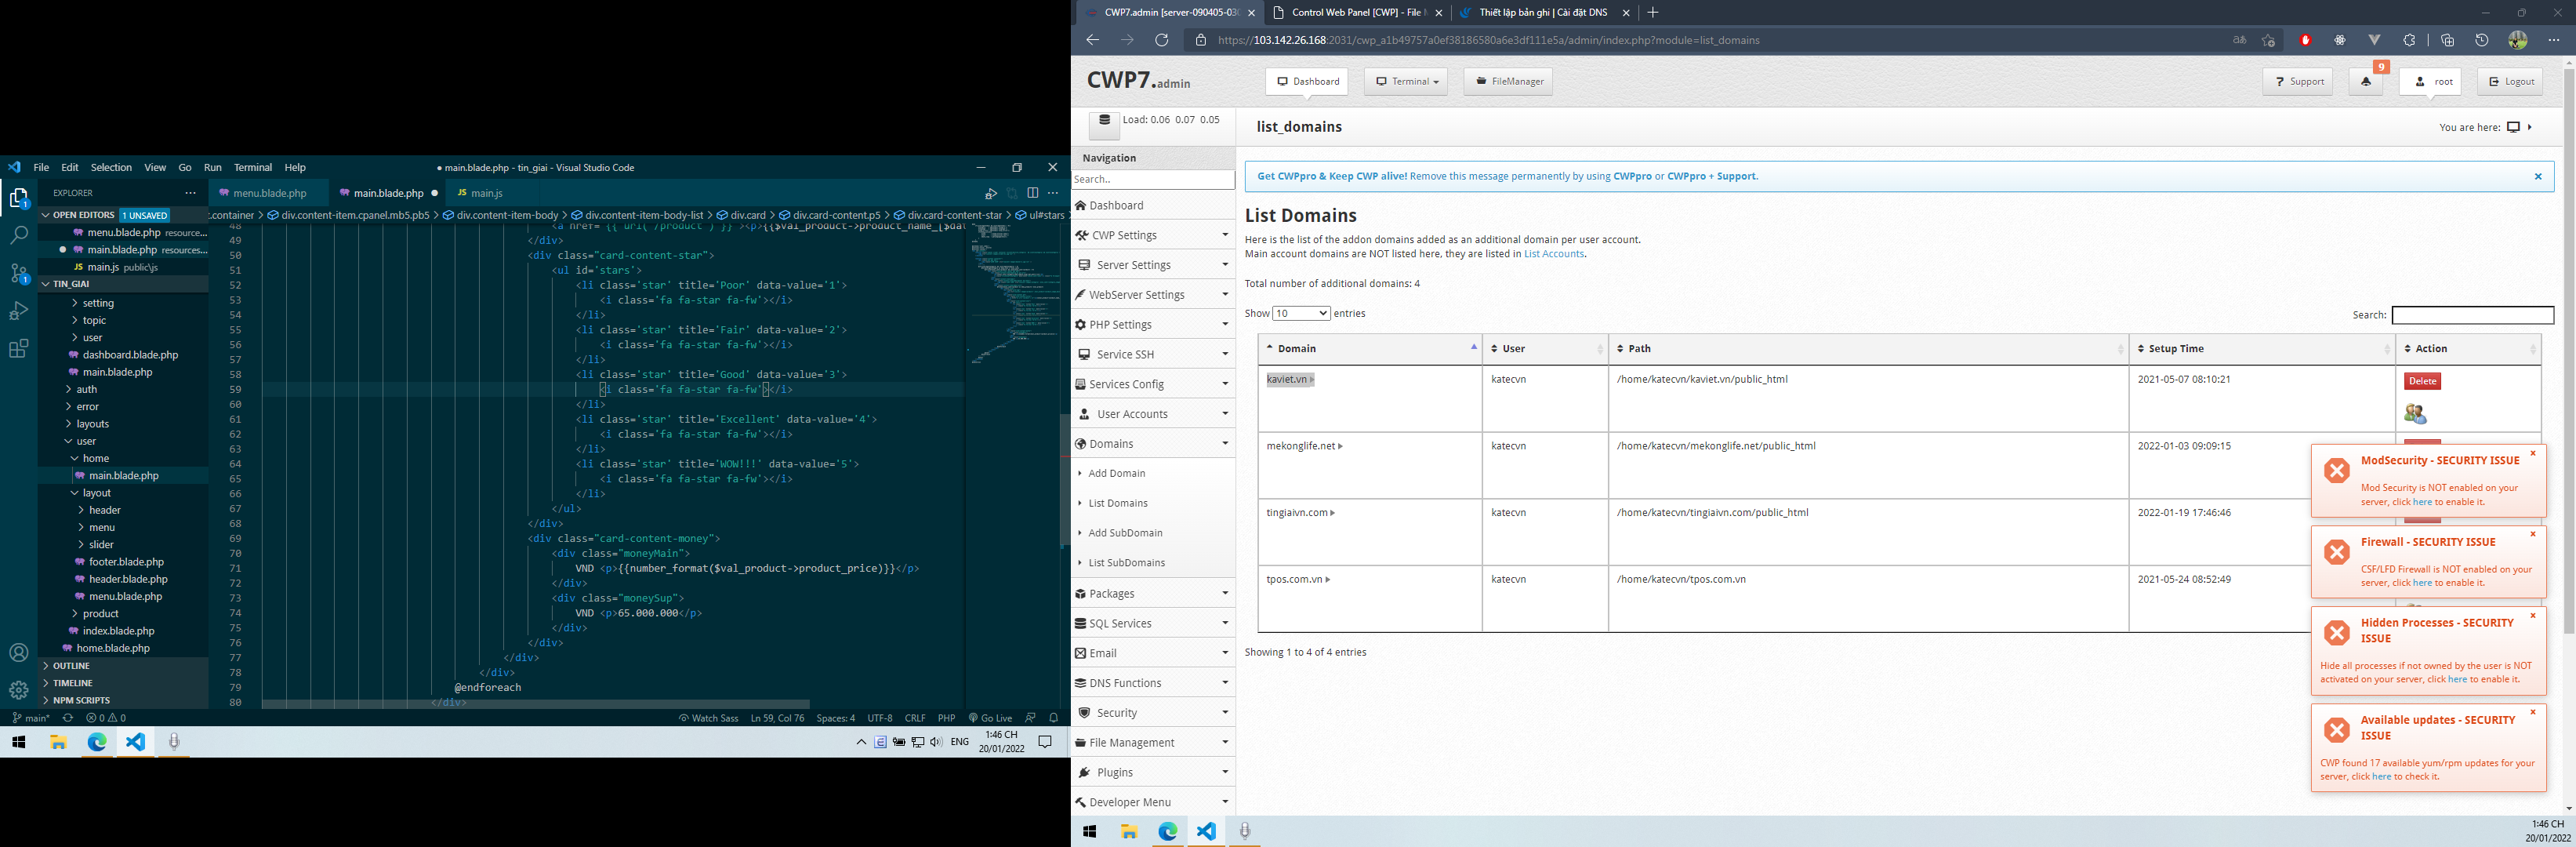 File Edit Selection View Go Run Terminal Help
● main.blade.php - tin_giai - Visual Studio Code
EXPLORER
OPEN EDITORS 1 UNSAVED
menu.blade.php resource...
main.blade.php resources...
main.js public\js
TIN_GIAI
setting
topic
user
dashboard.blade.php
main.blade.php
auth
error
layouts
user
home
main.blade.php
layout
header
menu
slider
footer.blade.php
header.blade.php
menu.blade.php
product
index.blade.php
home.blade.php
OUTLINE
TIMELINE
NPM SCRIPTS
menu.blade.php
main.blade.php ●
JS main.js
:.container > div.content-item.cpanel.mb5.pb5 > div.content-item-body > div.content-item-body-list > div.card > div.card-content.p5 > div.card-content-star > ul#stars
48 <a href="{{ url('/product') }}"><p>{{$val_product->product_name_[$dat
49 </div>
50 <div class="card-content-star">
51 <ul id='stars'>
52 <li class='star' title='Poor' data-value='1'>
53 <i class='fa fa-star fa-fw'></i>
54 </li>
55 <li class='star' title='Fair' data-value='2'>
56 <i class='fa fa-star fa-fw'></i>
57 </li>
58 <li class='star' title='Good' data-value='3'>
59 <i class='fa fa-star fa-fw'></i>
60 </li>
61 <li class='star' title='Excellent' data-value='4'>
62 <i class='fa fa-star fa-fw'></i>
63 </li>
64 <li class='star' title='WOW!!!' data-value='5'>
65 <i class='fa fa-star fa-fw'></i>
66 </li>
67 </ul>
68 </div>
69 <div class="card-content-money">
70 <div class="moneyMain">
71 VND <p>{{number_format($val_product->product_price)}}</p>
72 </div>
73 <div class="moneySup">
74 VND <p>65.000.000</p>
75 </div>
76 </div>
77 </div>
78 </div>
79 @endforeach
80 </div>
main* 0 0 Watch Sass Ln 59, Col 76 Spaces: 4 UTF-8 CRLF PHP Go Live
ENG
1:46 CH
20/01/2022
CWP7.admin [server-090405-030
Control Web Panel [CWP] - File M
Thiết lập bản ghi | Cài đặt DNS
https://103.142.26.168:2031/cwp_a1b49757a0ef38186580a6e3df111e5a/admin/index.php?module=list_domains
CWP7.admin
Dashboard
Terminal
FileManager
Support
9
root
Logout
Load: 0.06 0.07 0.05
list_domains
You are here:
Navigation
Search..
Dashboard
CWP Settings
Server Settings
WebServer Settings
PHP Settings
Service SSH
Services Config
User Accounts
Domains
Add Domain
List Domains
Add SubDomain
List SubDomains
Packages
SQL Services
Email
DNS Functions
Security
File Management
Plugins
Developer Menu
Get CWPpro & Keep CWP alive! Remove this message permanently by using CWPpro or CWPpro + Support.
List Domains
Here is the list of the addon domains added as an additional domain per user account.
Main account domains are NOT listed here, they are listed in List Accounts.
Total number of additional domains: 4
Show 10 entries
Search:
Domain User Path Setup Time Action
kaviet.vn katecvn /home/katecvn/kaviet.vn/public_html 2021-05-07 08:10:21 Delete
mekonglife.net katecvn /home/katecvn/mekonglife.net/public_html 2022-01-03 09:09:15
tingiaivn.com katecvn /home/katecvn/tingiaivn.com/public_html 2022-01-19 17:46:46
tpos.com.vn katecvn /home/katecvn/tpos.com.vn 2021-05-24 08:52:49
Showing 1 to 4 of 4 entries
ModSecurity - SECURITY ISSUE
Mod Security is NOT enabled on your
server, click here to enable it.
Firewall - SECURITY ISSUE
CSF/LFD Firewall is NOT enabled on your
server, click here to enable it.
Hidden Processes - SECURITY
ISSUE
Hide all processes if not owned by the user is NOT
activated on your server, click here to enable it.
Available updates - SECURITY
ISSUE
CWP found 17 available yum/rpm updates for your
server, click here to check it.
1:46 CH
20/01/2022